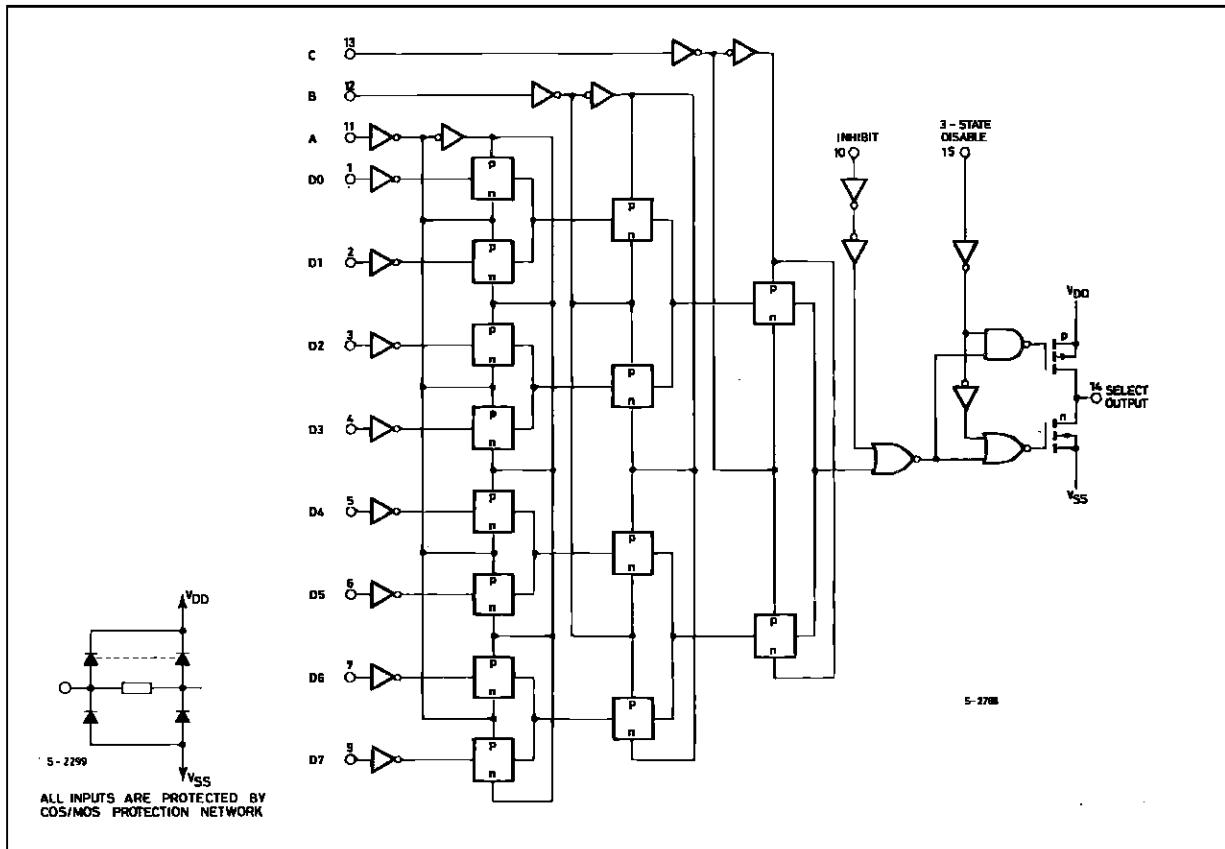 C 13
B 12
A 11
D0 1
D1 2
D2 3
D3 4
D4 5
D5 6
D6 7
D7 9
p
n
p
n
p
n
p
n
p
n
p
n
p
n
p
n
p
n
p
n
p
n
p
n
p
n
p
n
INHIBIT
10
3 - STATE
DISABLE
15
VDD
p
14 SELECT
OUTPUT
n
VSS
S-2788
VDD
VSS
S - 2299
ALL INPUTS ARE PROTECTED BY
COS/MOS PROTECTION NETWORK